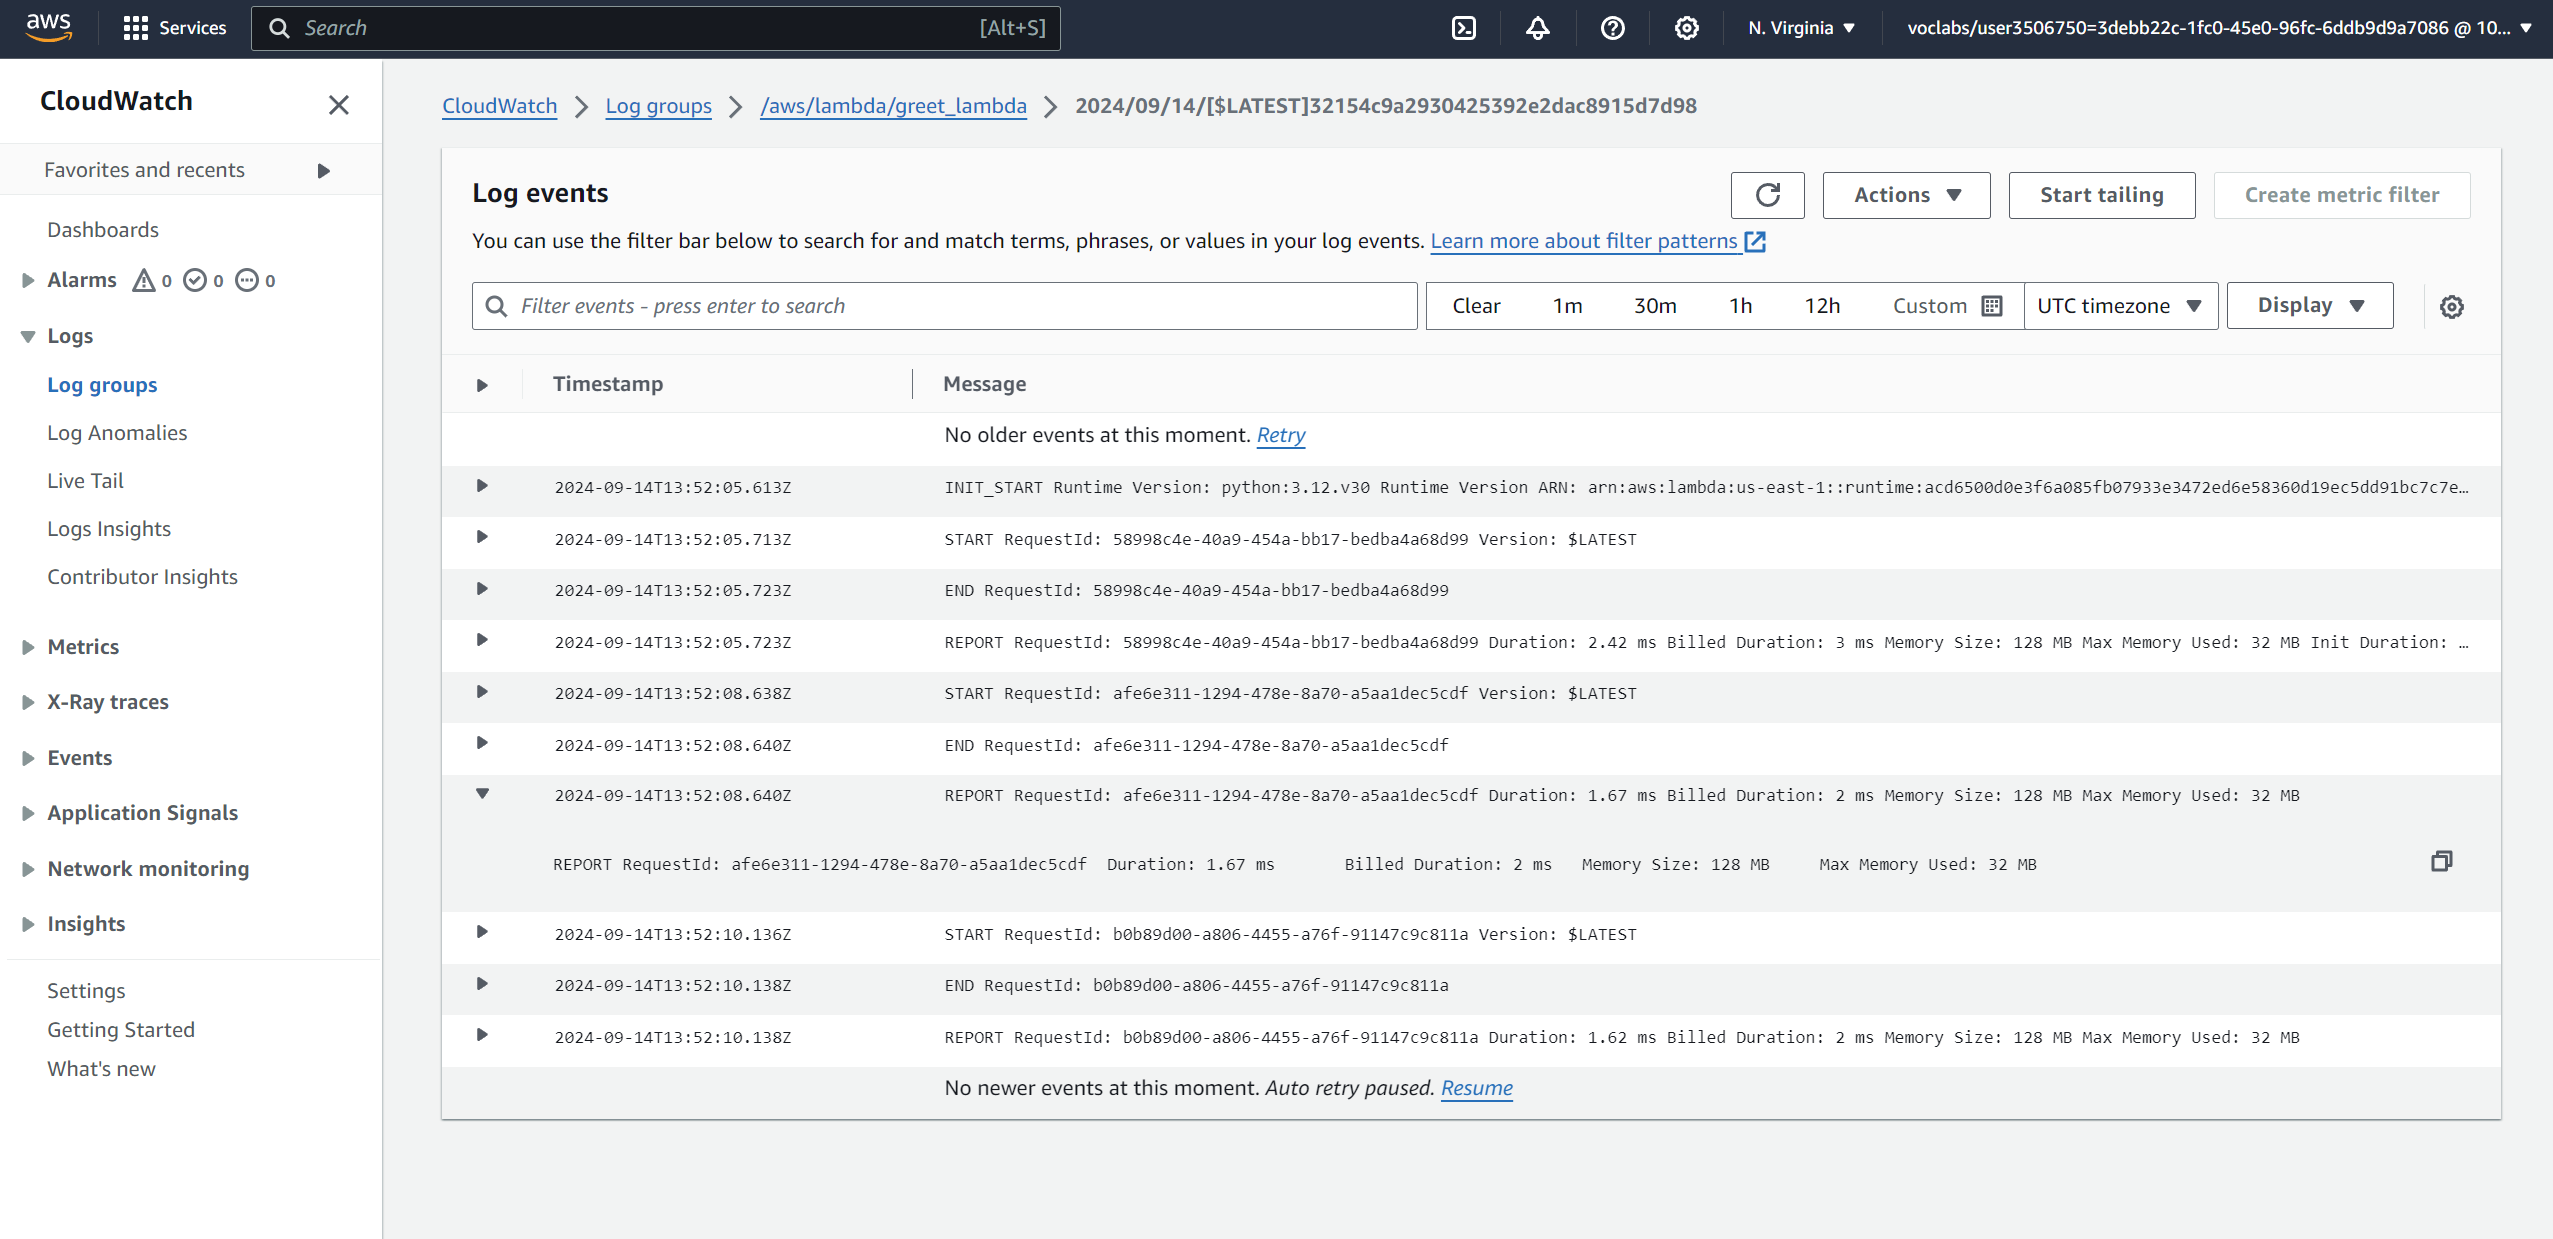 aws Services Search [Alt+S] N. Virginia voclabs/user3506750=3debb22c-1fc0-45e0-96fc-6ddb9d9a7086 @ 10...
CloudWatch
Favorites and recents
Dashboards
Alarms 0 0 0
Logs
Log groups
Log Anomalies
Live Tail
Logs Insights
Contributor Insights
Metrics
X-Ray traces
Events
Application Signals
Network monitoring
Insights
Settings
Getting Started
What's new
CloudWatch Log groups /aws/lambda/greet_lambda 2024/09/14/[$LATEST]32154c9a2930425392e2dac8915d7d98
Log events
Actions Start tailing Create metric filter
You can use the filter bar below to search for and match terms, phrases, or values in your log events. Learn more about filter patterns
Filter events - press enter to search Clear 1m 30m 1h 12h Custom UTC timezone Display
Timestamp Message
No older events at this moment. Retry
2024-09-14T13:52:05.613Z INIT_START Runtime Version: python:3.12.v30 Runtime Version ARN: arn:aws:lambda:us-east-1::runtime:acd6500d0e3f6a085fb07933e3472ed6e58360d19ec5dd91bc7c7e…
2024-09-14T13:52:05.713Z START RequestId: 58998c4e-40a9-454a-bb17-bedba4a68d99 Version: $LATEST
2024-09-14T13:52:05.723Z END RequestId: 58998c4e-40a9-454a-bb17-bedba4a68d99
2024-09-14T13:52:05.723Z REPORT RequestId: 58998c4e-40a9-454a-bb17-bedba4a68d99 Duration: 2.42 ms Billed Duration: 3 ms Memory Size: 128 MB Max Memory Used: 32 MB Init Duration: …
2024-09-14T13:52:08.638Z START RequestId: afe6e311-1294-478e-8a70-a5aa1dec5cdf Version: $LATEST
2024-09-14T13:52:08.640Z END RequestId: afe6e311-1294-478e-8a70-a5aa1dec5cdf
2024-09-14T13:52:08.640Z REPORT RequestId: afe6e311-1294-478e-8a70-a5aa1dec5cdf Duration: 1.67 ms Billed Duration: 2 ms Memory Size: 128 MB Max Memory Used: 32 MB
REPORT RequestId: afe6e311-1294-478e-8a70-a5aa1dec5cdf Duration: 1.67 ms Billed Duration: 2 ms Memory Size: 128 MB Max Memory Used: 32 MB
2024-09-14T13:52:10.136Z START RequestId: b0b89d00-a806-4455-a76f-91147c9c811a Version: $LATEST
2024-09-14T13:52:10.138Z END RequestId: b0b89d00-a806-4455-a76f-91147c9c811a
2024-09-14T13:52:10.138Z REPORT RequestId: b0b89d00-a806-4455-a76f-91147c9c811a Duration: 1.62 ms Billed Duration: 2 ms Memory Size: 128 MB Max Memory Used: 32 MB
No newer events at this moment. Auto retry paused. Resume